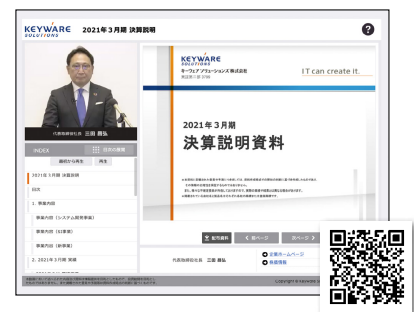 KEYWARE
SOLUTIONS
2021年3月期 決算説明
?
代表取締役社長 三田 昌弘
INDEX
目次の展開
最初から再生
再生
2021年3月期 決算説明
目次
1. 事業内容
事業内容【システム開発事業】
事業内容【SI事業】
事業内容【新事業】
2. 2021年3月期 実績
KEYWARE
SOLUTIONS
キーウェアソリューションズ 株式会社
I T can create it.
2021年3月期
決算説明資料
配布資料
前ページ
次ページ
代表取締役社長 三田 昌弘
企業ホームページ
株価情報